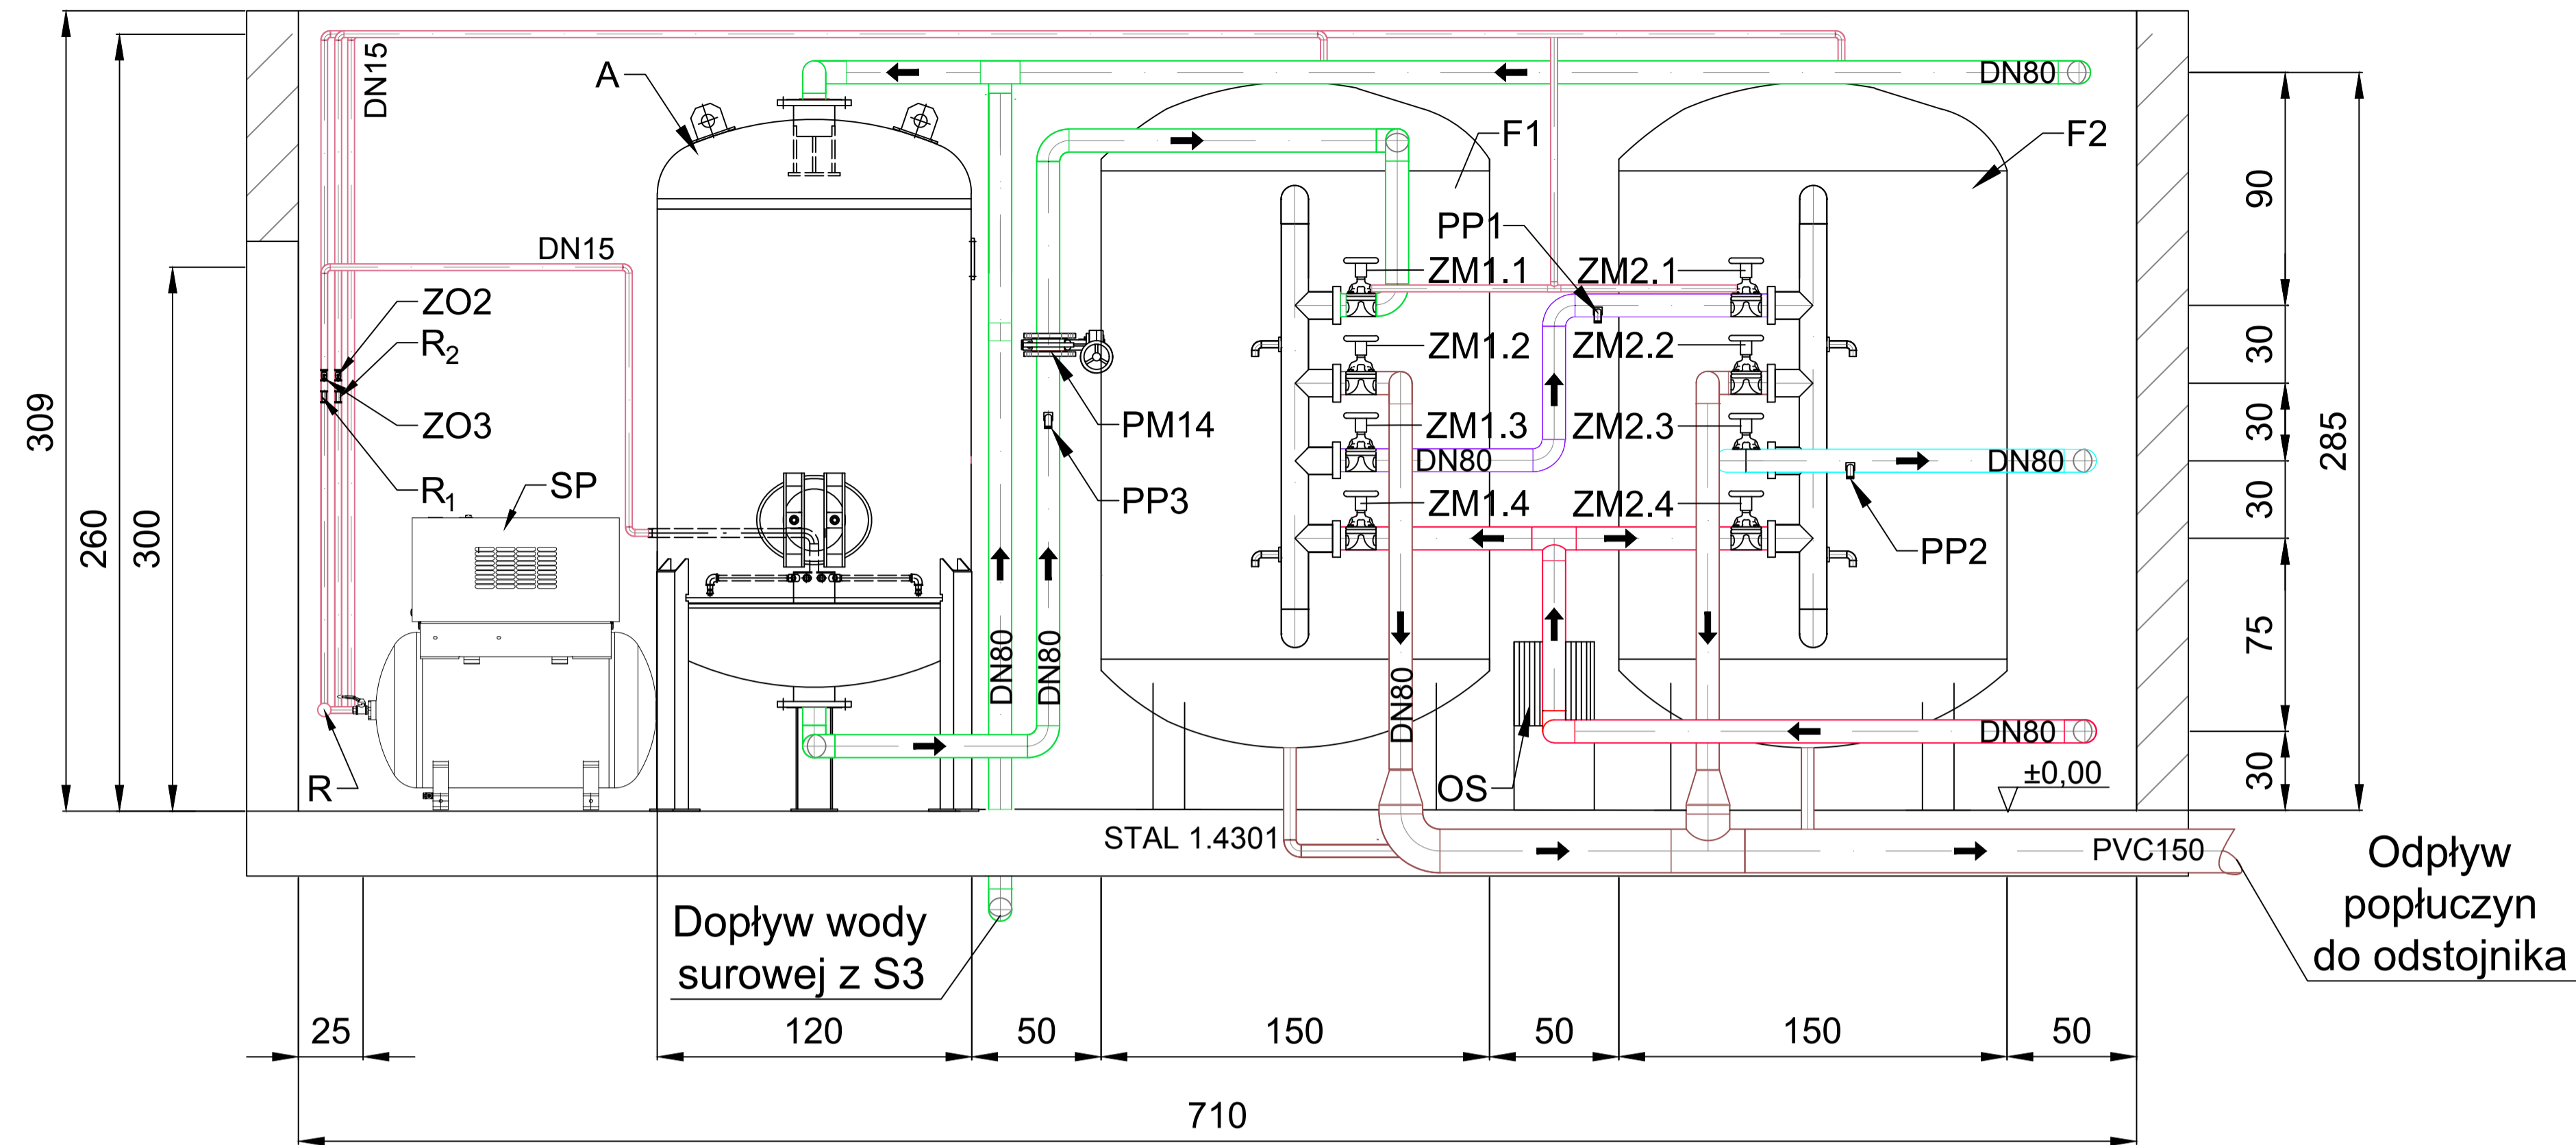 DN15
A
DN80
F1
F2
90
PP1
DN15
ZM1.1
ZM2.1
ZO2
R2
ZM1.2
ZM2.2
30
309
ZO3
PM14
ZM1.3
ZM2.3
30
285
DN80
DN80
R1
SP
PP3
ZM1.4
ZM2.4
30
260
300
PP2
75
DN80
DN80
DN80
DN80
R
OS
±0,00
30
STAL 1.4301
PVC150
Odpływ
popłuczyn
do odstojnika
Dopływ wody
surowej z S3
25
120
50
150
50
150
50
710